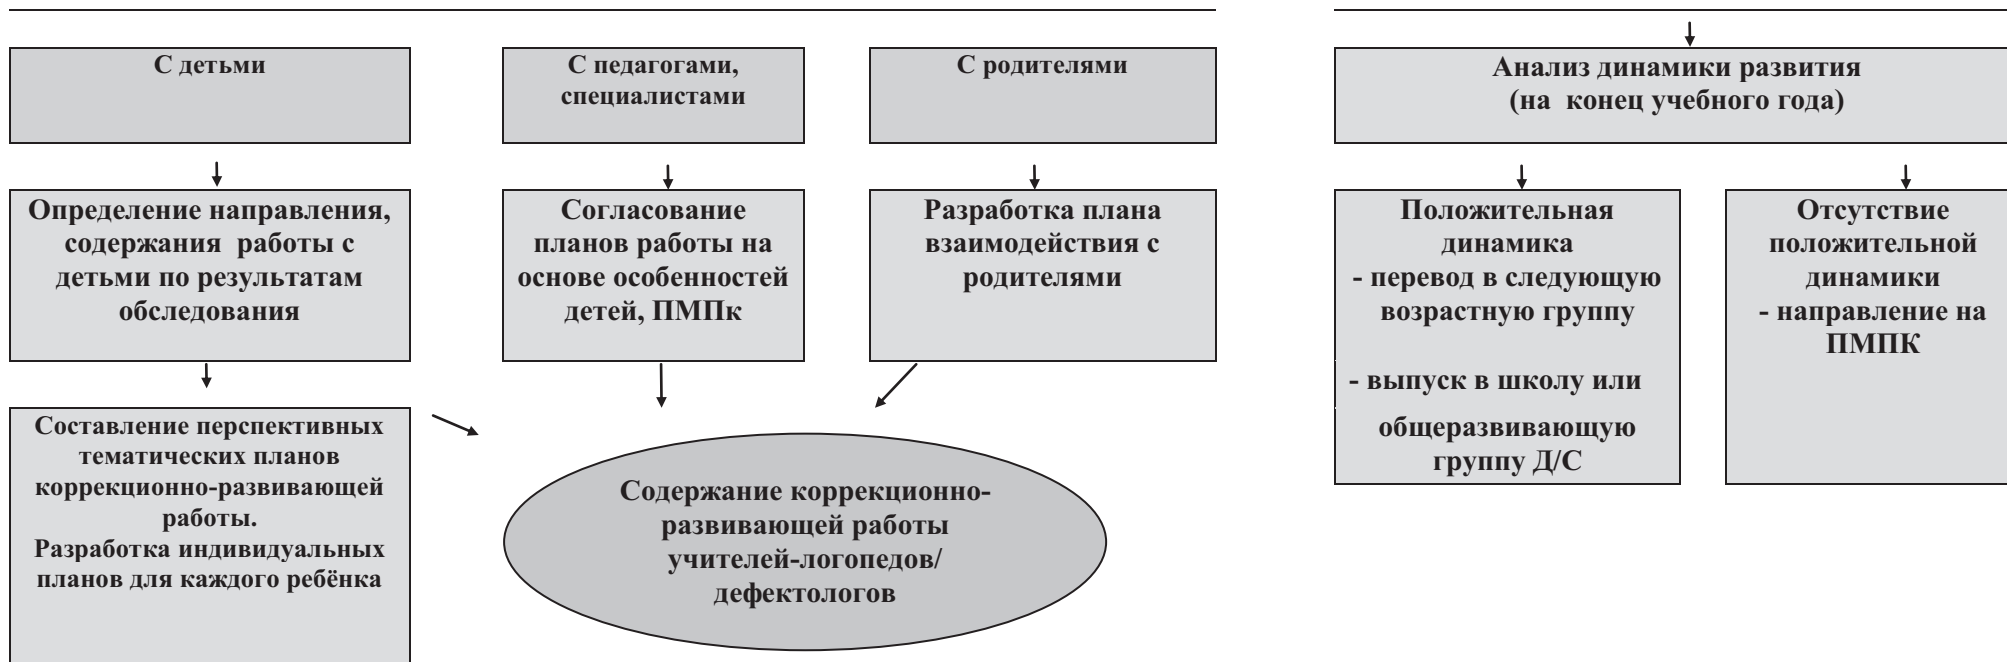 С детьми
С педагогами,
специалистами
С родителями
Анализ динамики развития
(на конец учебного года)
Определение направления,
содержания работы с
детьми по результатам
обследования
Согласование
планов работы на
основе особенностей
детей, ПМПк
Разработка плана
взаимодействия с
родителями
Положительная
динамика
- перевод в следующую
возрастную группу
- выпуск в школу или
общеразвивающую
группу Д/С
Отсутствие
положительной
динамики
- направление на
ПМПК
Составление перспективных
тематических планов
коррекционно-развивающей
работы.
Разработка индивидуальных
планов для каждого ребёнка
Содержание коррекционно-
развивающей работы
учителей-логопедов/
дефектологов